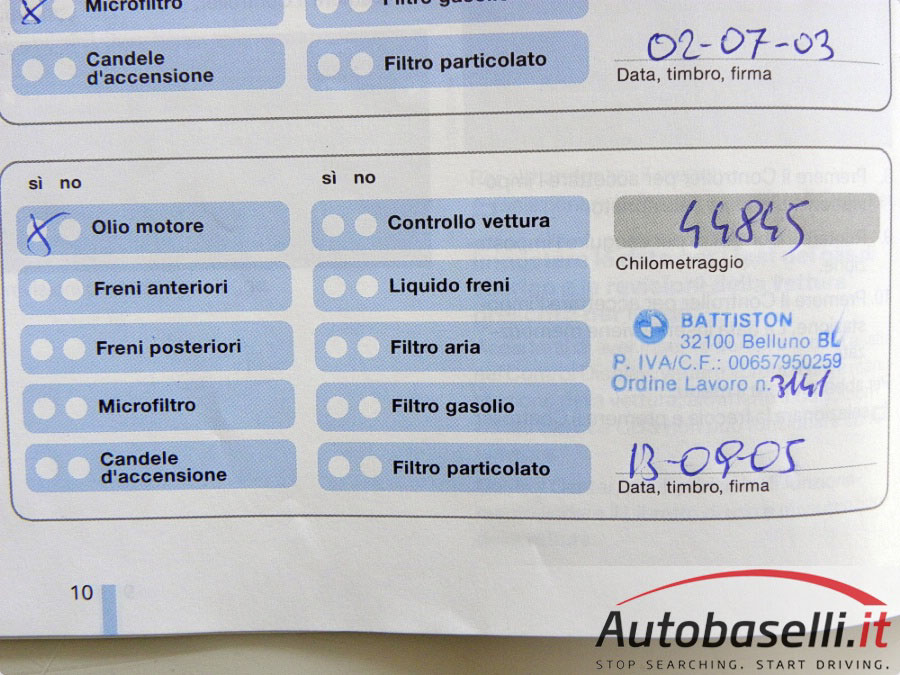 Microfiltro
Candele
d'accensione
Filtro gasolio
Filtro particolato
02-07-03
Data, timbro, firma
sì no
Olio motore
Freni anteriori
Freni posteriori
Microfiltro
Candele
d'accensione
sì no
Controllo vettura
Liquido freni
Filtro aria
Filtro gasolio
Filtro particolato
44845
Chilometraggio
BATTISTON
32100 Belluno BL
P. IVA/C.F.: 00657950259
Ordine Lavoro n. 3141
13-09-05
Data, timbro, firma
10
Autobaselli.it
STOP SEARCHING. START DRIVING.